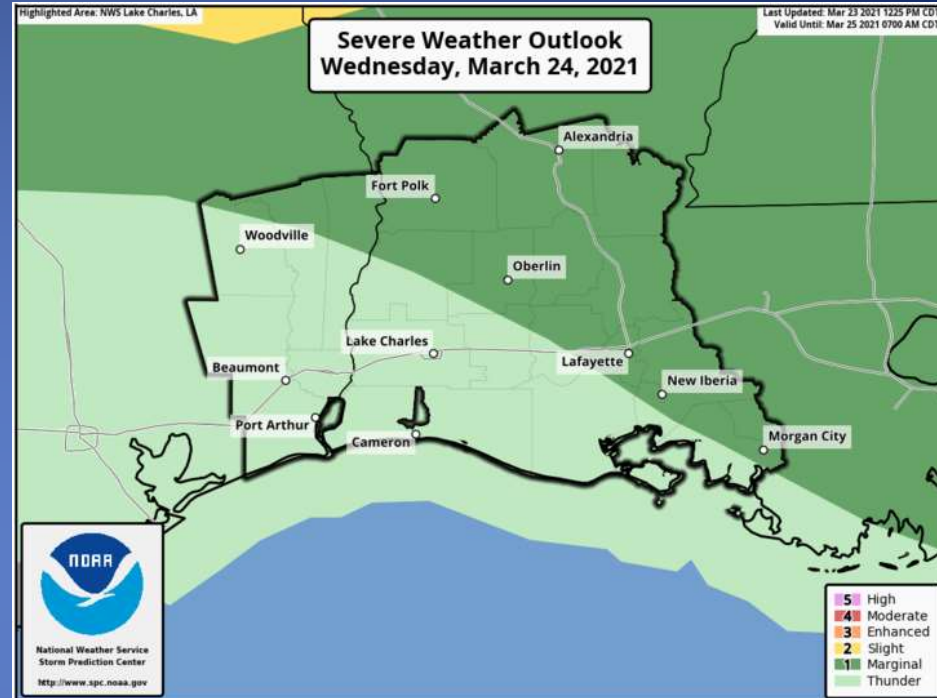 Highlighted Area: NWS Lake Charles, LA
Last Updated: Mar 23 2021 1225 PM CDT
Valid Until: Mar 25 2021 0700 AM CDT
Severe Weather Outlook
Wednesday, March 24, 2021
Alexandria
Fort Polk
Woodville
Oberlin
Lake Charles
Lafayette
Beaumont
New Iberia
Port Arthur
Cameron
Morgan City
NOAA
National Weather Service
Storm Prediction Center
http://www.spc.noaa.gov
5 High
4 Moderate
3 Enhanced
2 Slight
1 Marginal
Thunder